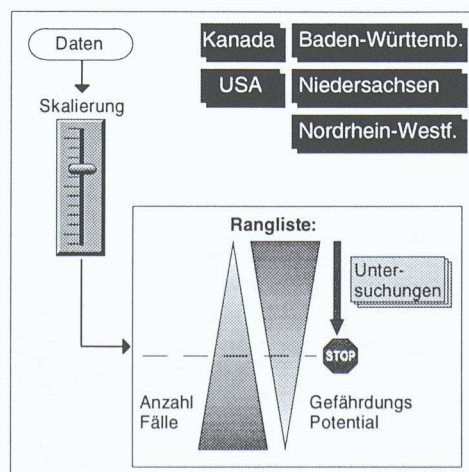 Daten
Kanada
Baden-Württemb.
USA
Niedersachsen
Skalierung
Nordrhein-Westf.
Rangliste:
Unter-
suchungen
STOP
Anzahl
Fälle
Gefährdungs
Potential